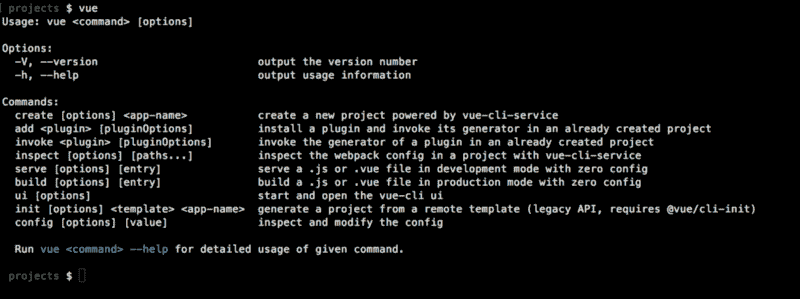 projects $ vue
Usage: vue <command> [options]
Options:
-V, --version output the version number
-h, --help output usage information
Commands:
create [options] <app-name> create a new project powered by vue-cli-service
add <plugin> [pluginOptions] install a plugin and invoke its generator in an already created project
invoke <plugin> [pluginOptions] invoke the generator of a plugin in an already created project
inspect [options] [paths...] inspect the webpack config in a project with vue-cli-service
serve [options] [entry] serve a .js or .vue file in development mode with zero config
build [options] [entry] build a .js or .vue file in production mode with zero config
ui [options] start and open the vue-cli ui
init [options] <template> <app-name> generate a project from a remote template (legacy API, requires @vue/cli-init)
config [options] [value] inspect and modify the config
Run vue <command> --help for detailed usage of given command.
projects $